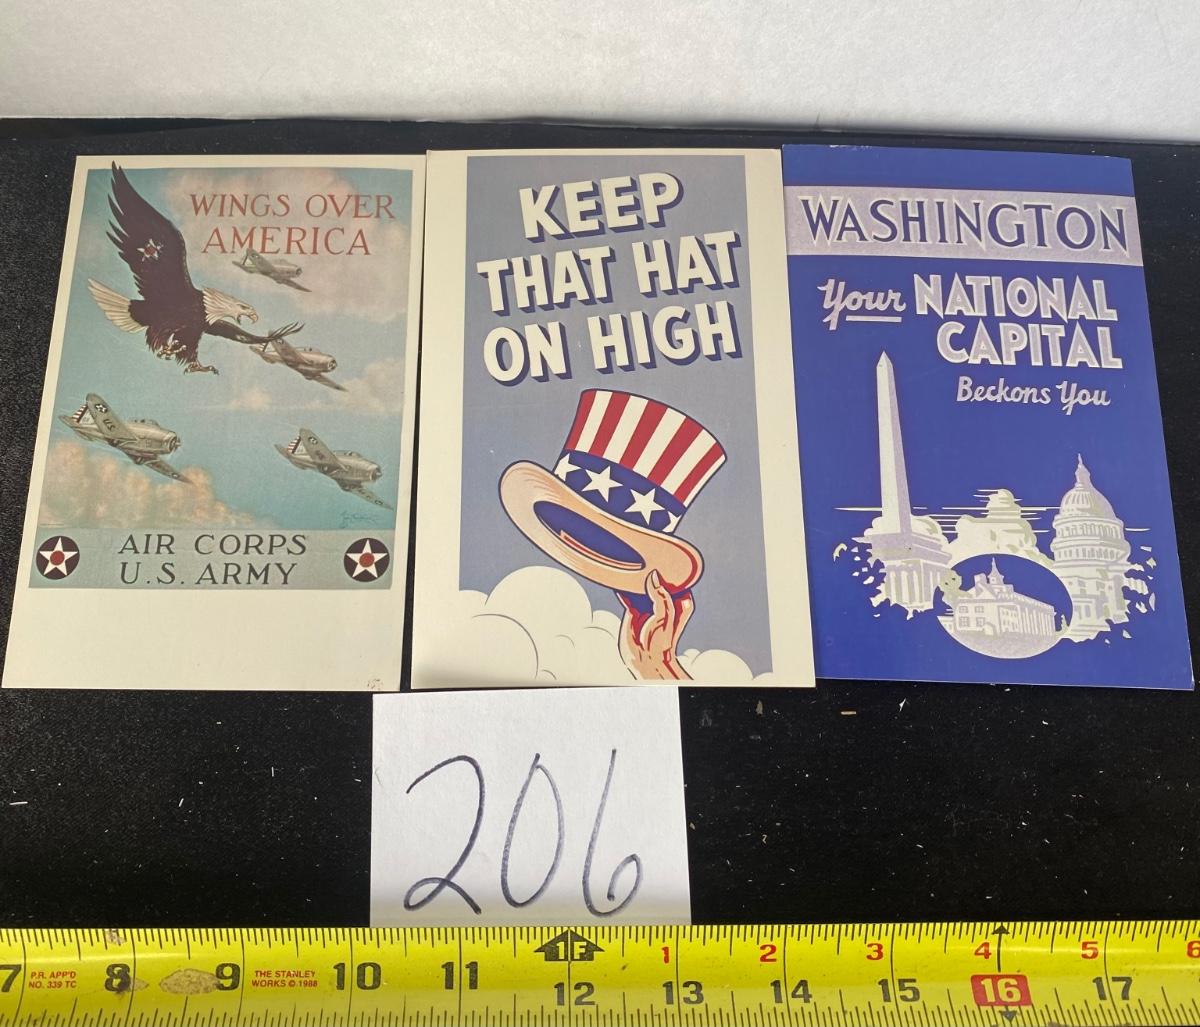 WINGS OVER
AMERICA
U.S.
AIR CORPS
U.S. ARMY
KEEP
THAT HAT
ON HIGH
WASHINGTON
Your NATIONAL
CAPITAL
Beckons You
206
1F 1 2 3 4 5 6
7 P.R. APP'D
NO. 339 TC
8 9 THE STANLEY
WORKS © 1988
10 11 12 13 14 15 16 17